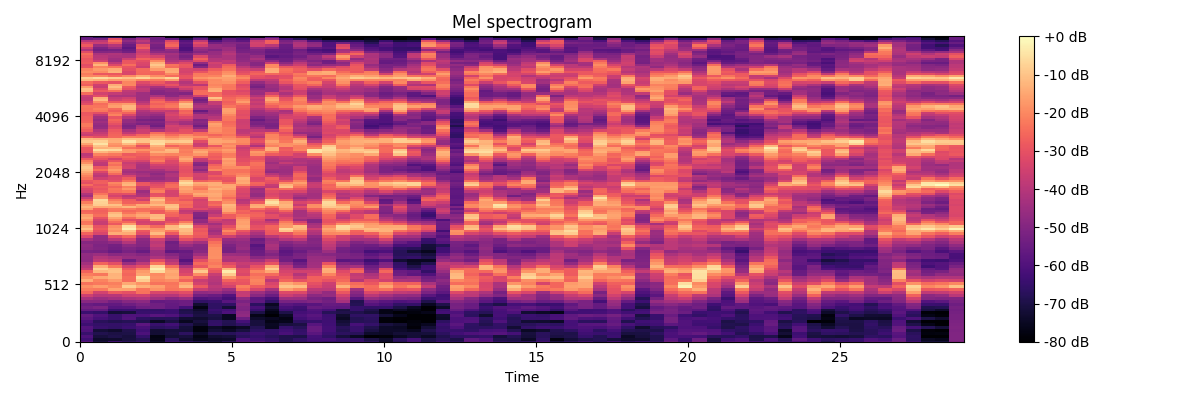 Mel spectrogram
Hz
8192
4096
2048
1024
512
0
0 5 10 15 20 25
Time
+0 dB
-10 dB
-20 dB
-30 dB
-40 dB
-50 dB
-60 dB
-70 dB
-80 dB